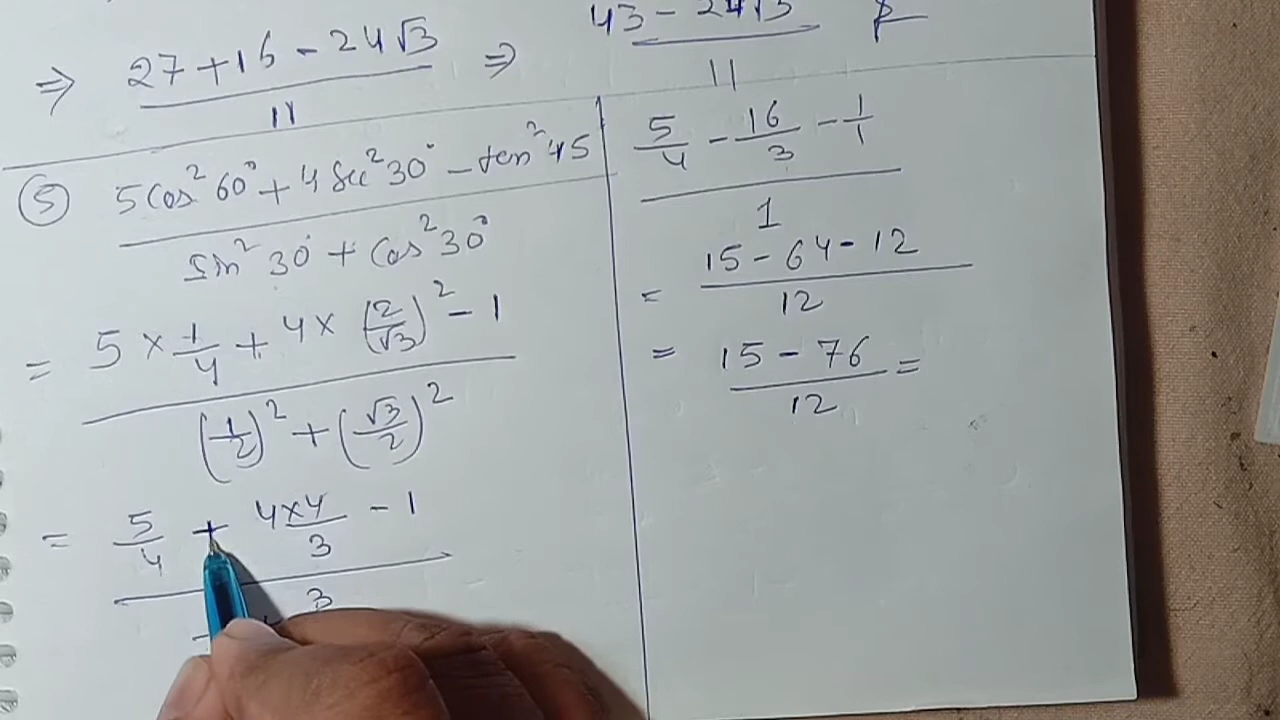 ⇒ 27 + 16 - 24√3 / 11 ⇒ 43 - 24√3 / 11
⑤ 5 Cos² 60° + 4 Sec² 30° - ten² 45 / Sin² 30° + Cos² 30°
= 5 × 1/4 + 4 × (2/√3)² - 1 / (1/2)² + (√3/2)²
= 5/4 + 4×4/3 - 1
3
5/4 - 16/3 - 1/1 / 1
= 15 - 64 - 12 / 12
= 15 - 76 / 12 =